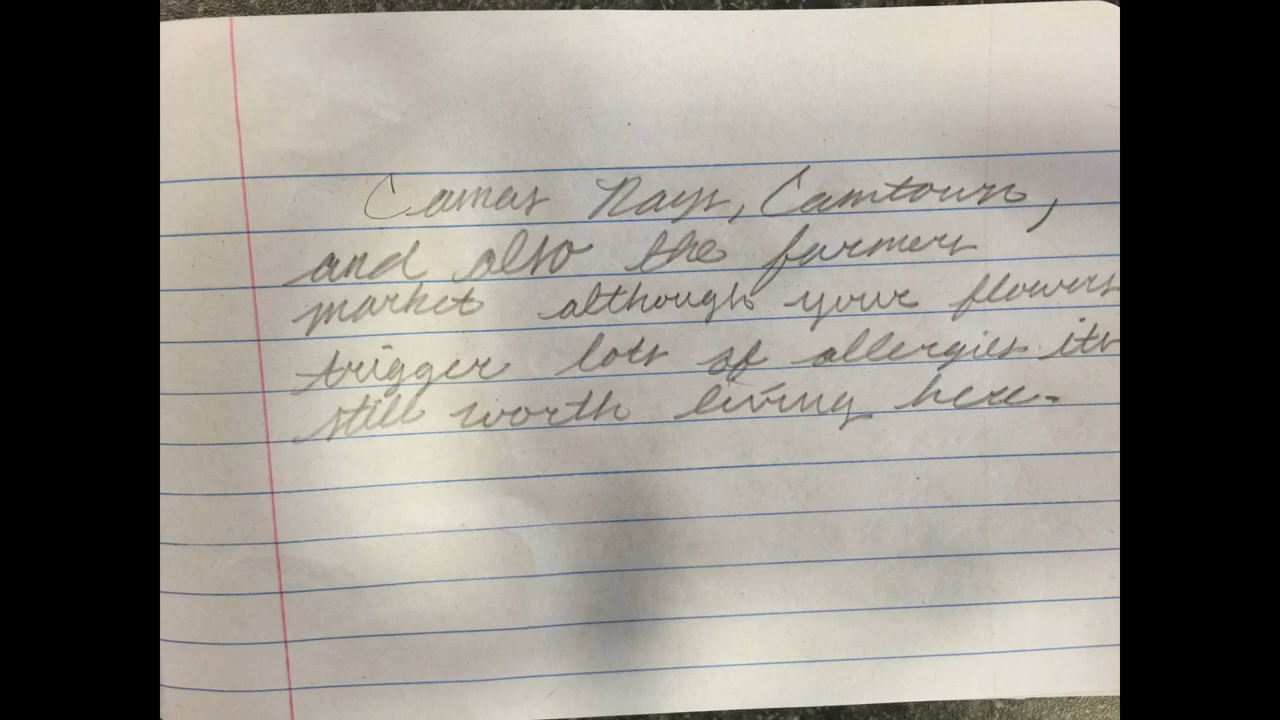 Camas Days, Camtown,
and also the farmers
market although your flowers
trigger lots of allergies its
still worth living here.